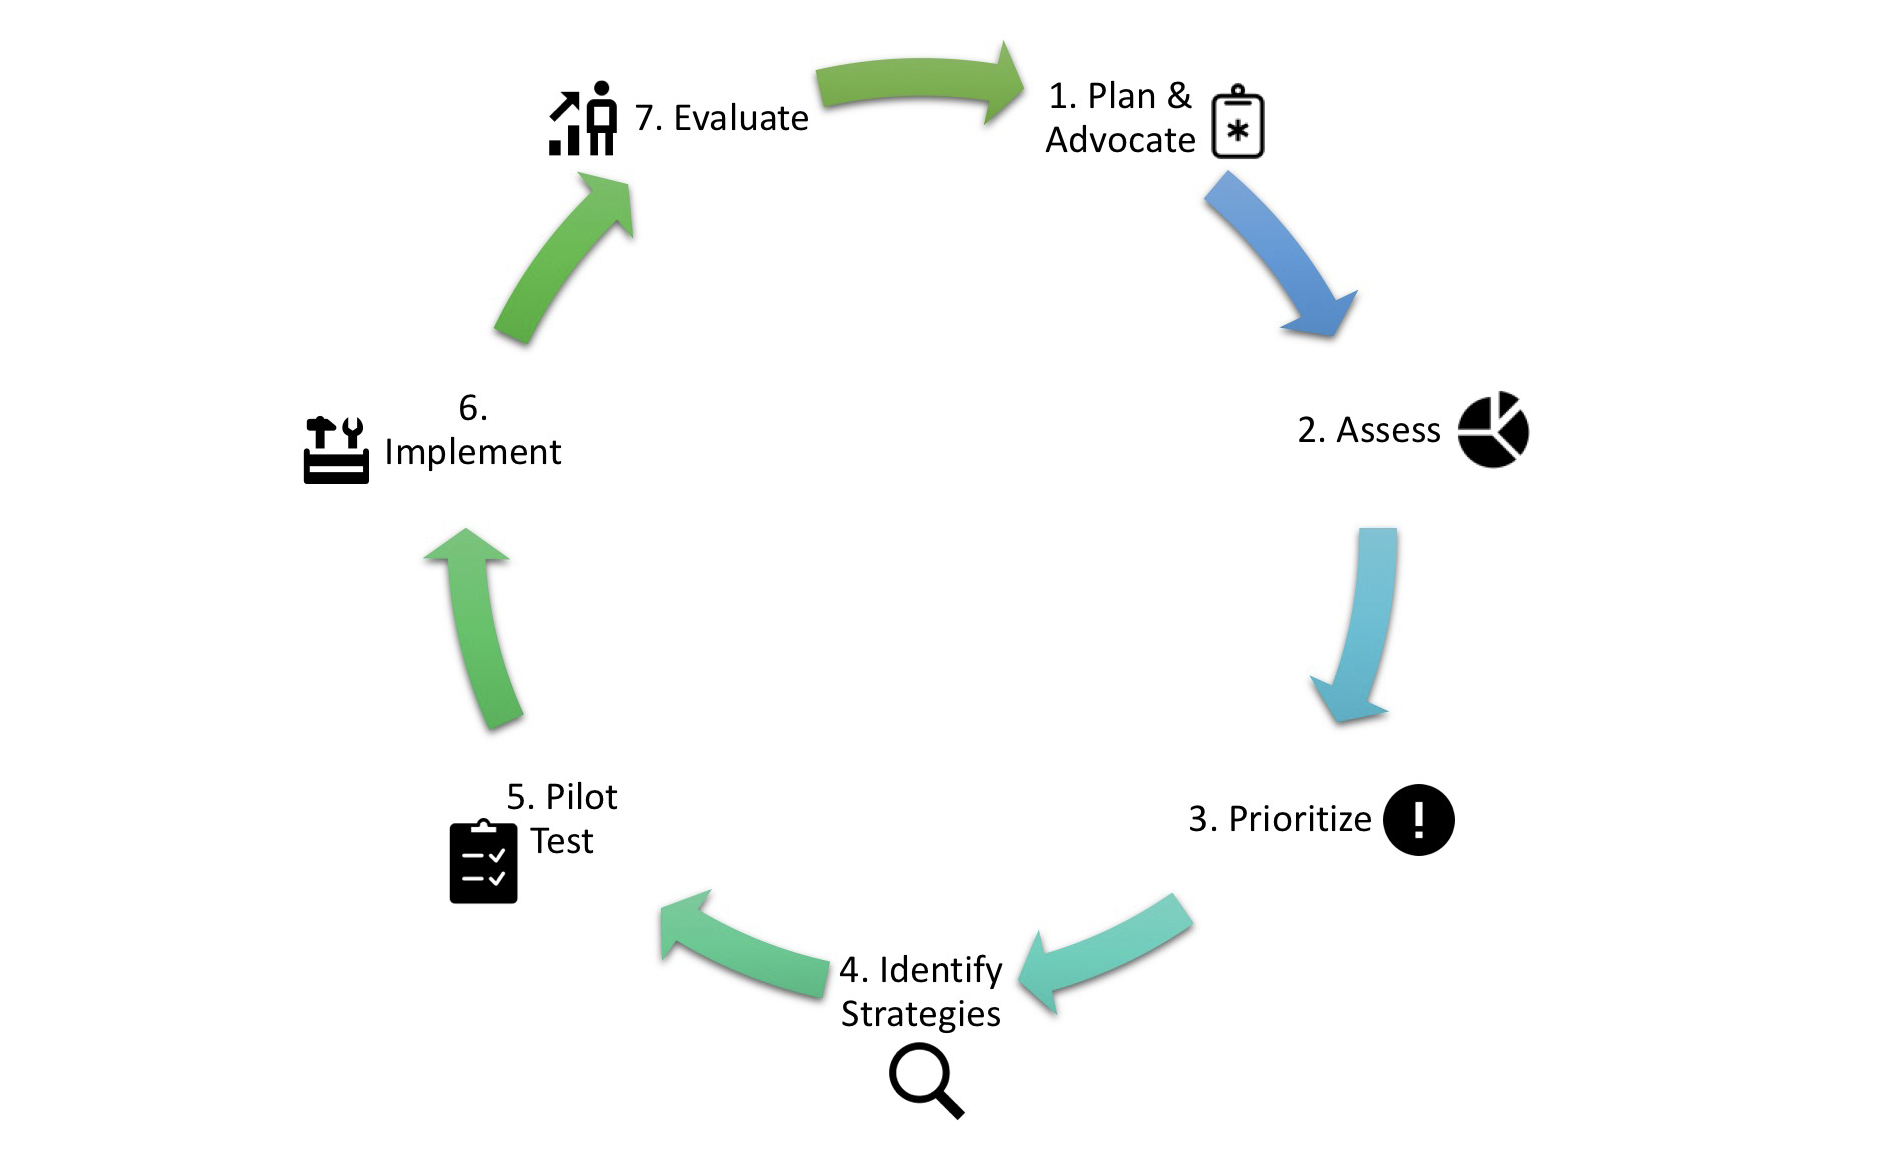 1. Plan &
Advocate
2. Assess
3. Prioritize
4. Identify
Strategies
5. Pilot
Test
6.
Implement
7. Evaluate